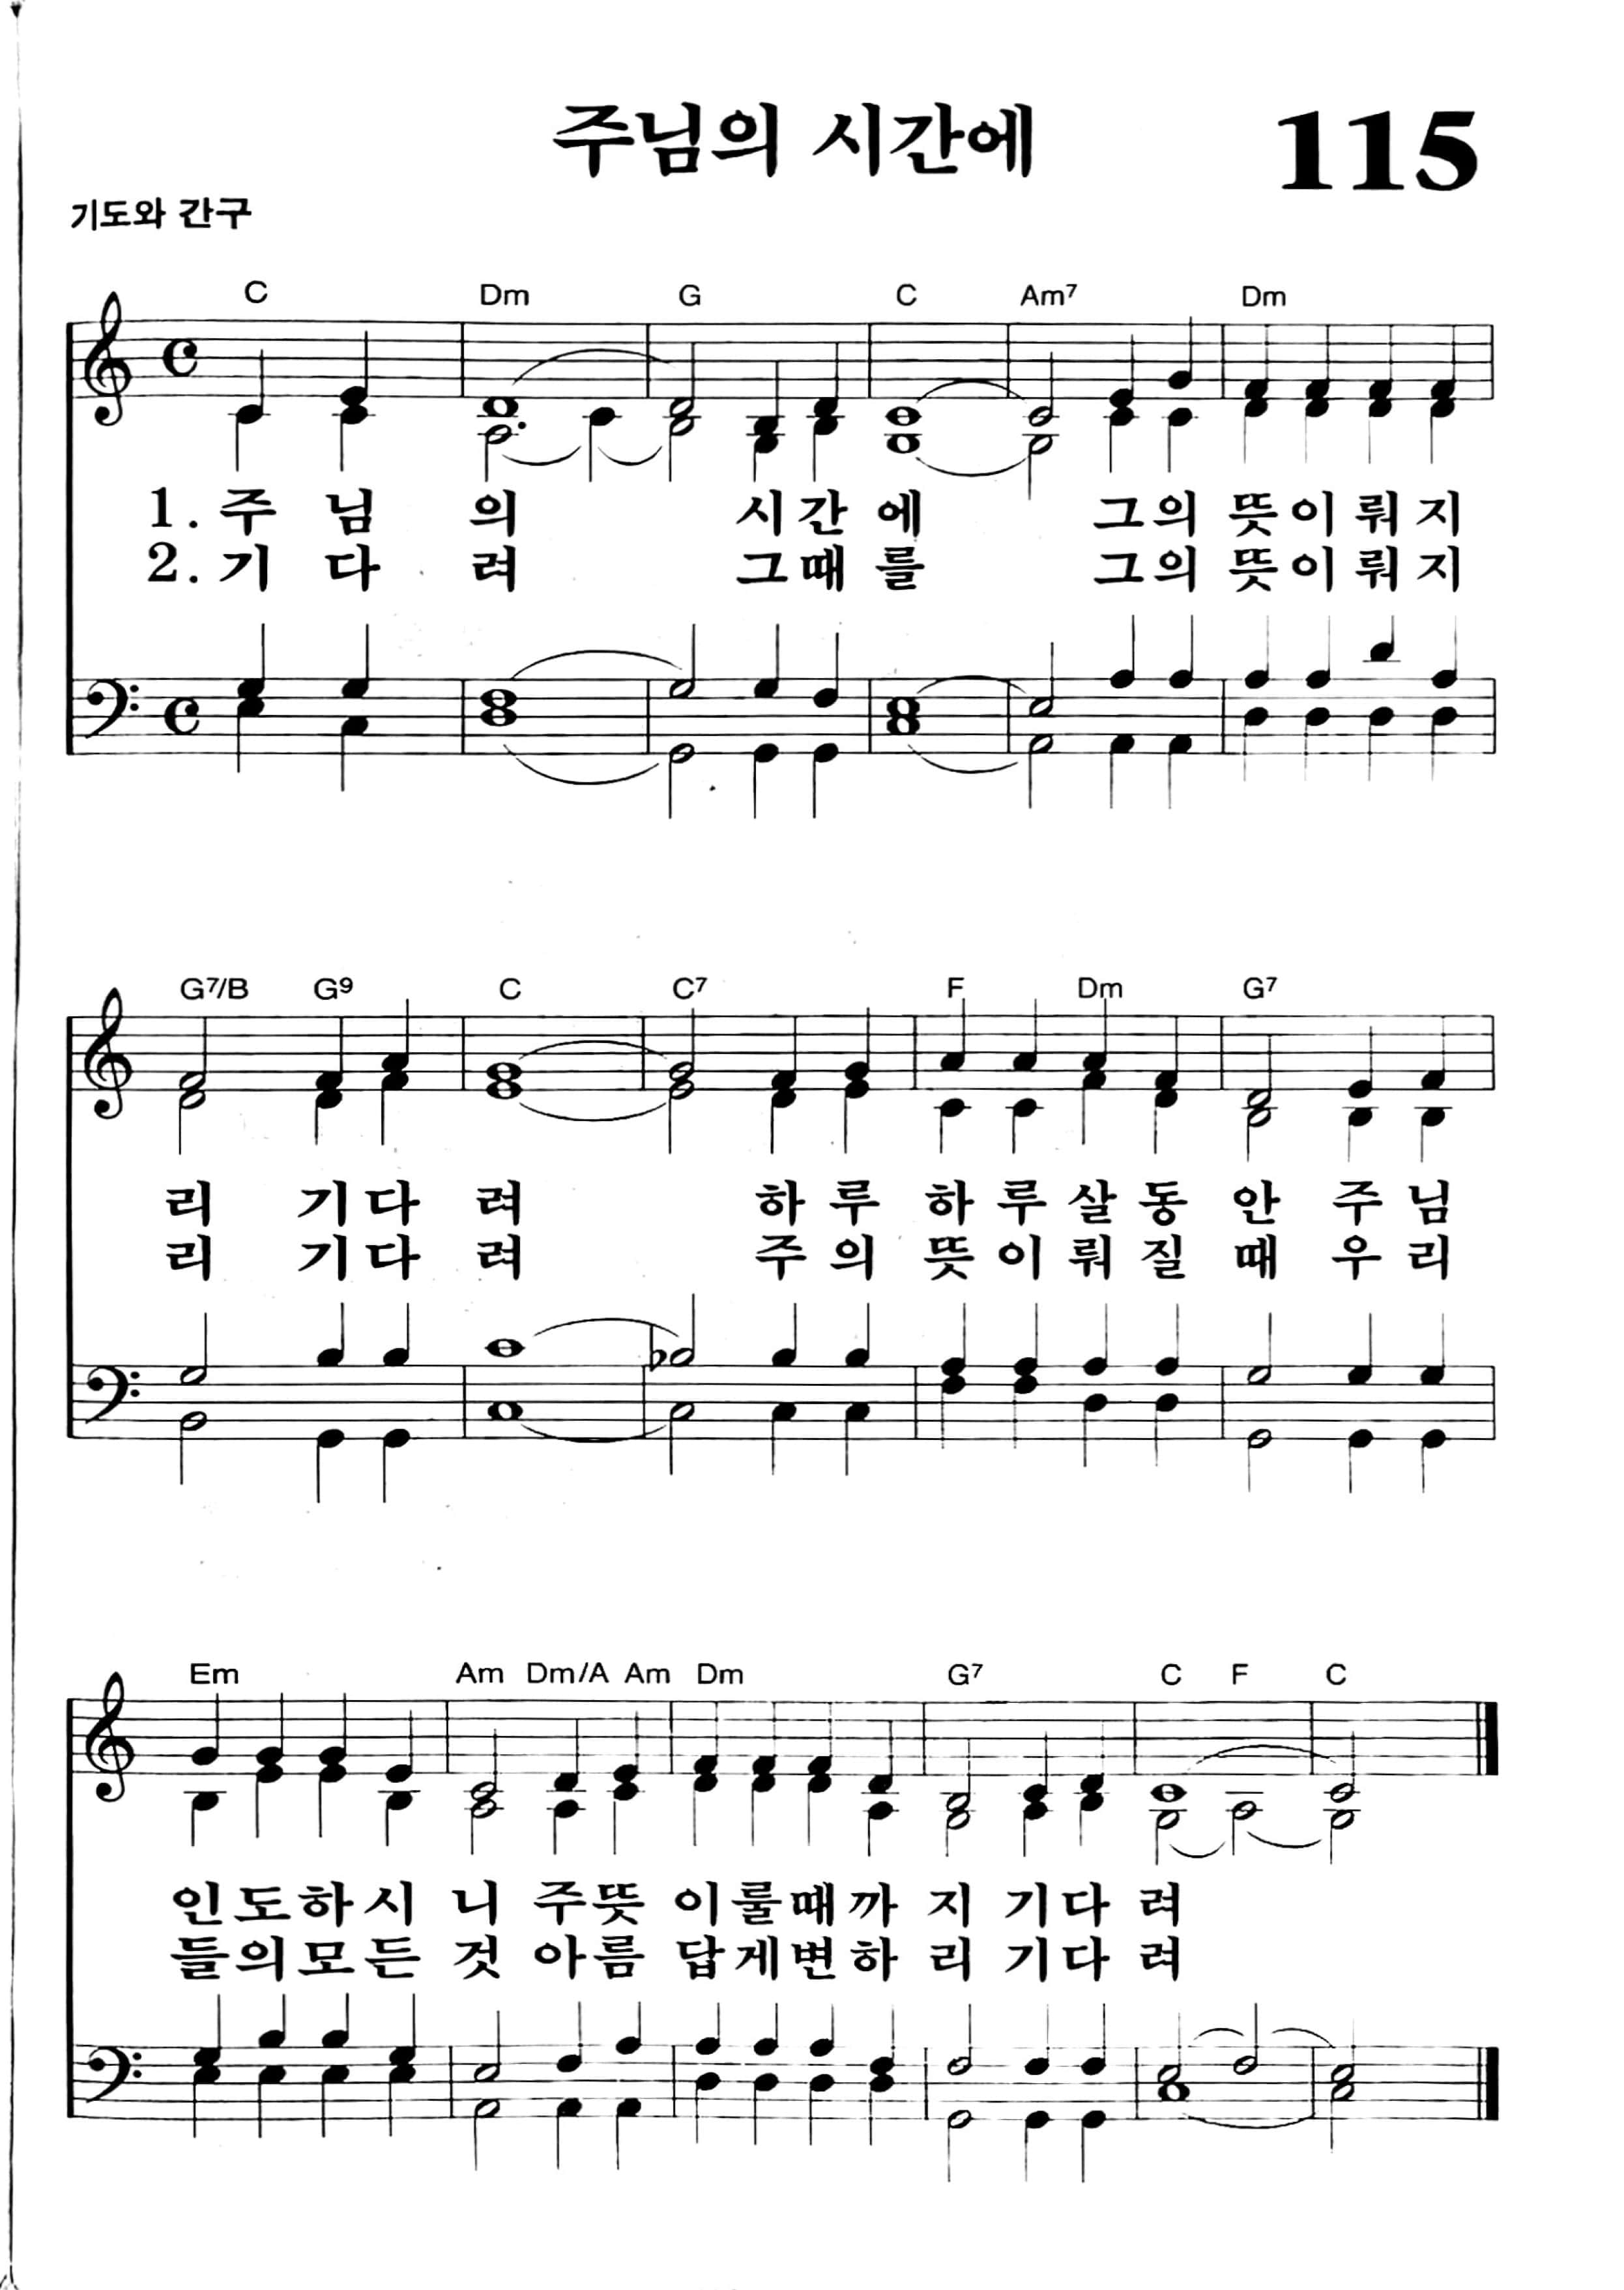 주님의 시간에
115
기도와 간구
C Dm G C Am7 Dm
1. 주 님 의 시 간 에 그 의 뜻 이 뤄 지
2. 기 다 려 그 때 를 그 의 뜻 이 뤄 지
G7/B G9 C C7 F Dm G7
리 기 다 려 하 루 하 루 살 동 안 주 님
리 기 다 려 주 의 뜻 이 뤄 질 때 우 리
Em Am Dm/A Am Dm G7 C F C
인 도 하 시 니 주 뜻 이 룰 때 까 지 기 다 려
들 의 모 든 것 아 름 답 게 변 하 리 기 다 려